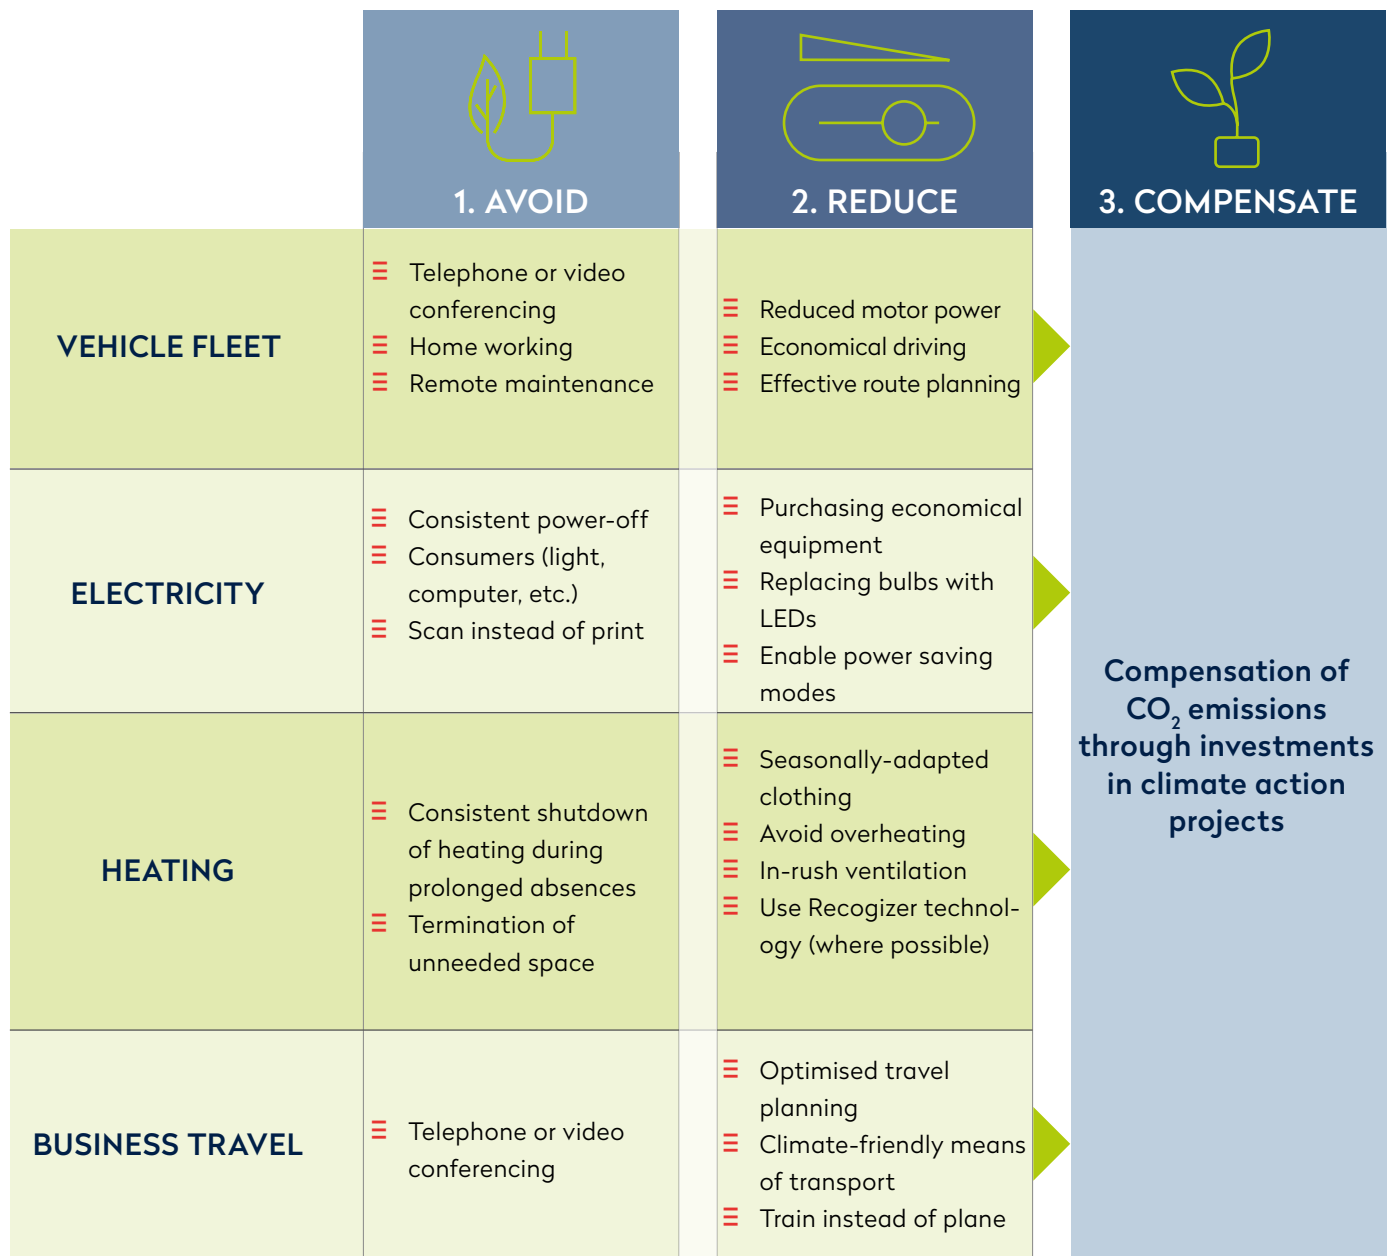 1. AVOID
2. REDUCE
3. COMPENSATE
VEHICLE FLEET
Telephone or video
conferencing
Home working
Remote maintenance
Reduced motor power
Economical driving
Effective route planning
ELECTRICITY
Consistent power-off
Consumers (light,
computer, etc.)
Scan instead of print
Purchasing economical
equipment
Replacing bulbs with
LEDs
Enable power saving
modes
HEATING
Consistent shutdown
of heating during
prolonged absences
Termination of
unneeded space
Seasonally-adapted
clothing
Avoid overheating
In-rush ventilation
Use Recogizer technol-
ogy (where possible)
BUSINESS TRAVEL
Telephone or video
conferencing
Optimised travel
planning
Climate-friendly means
of transport
Train instead of plane
Compensation of
CO₂ emissions
through investments
in climate action
projects